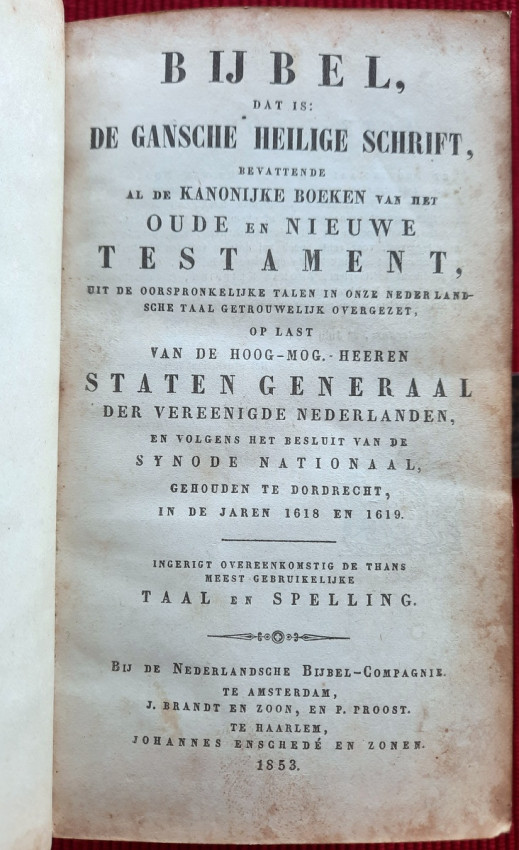 BIJBEL,
DAT IS:
DE GANSCHE HEILIGE SCHRIFT,
BEVATTENDE
AL DE KANONIJKE BOEKEN VAN HET
OUDE EN NIEUWE
TESTAMENT,
UIT DE OORSPRONKELIJKE TALEN IN ONZE NEDERLAND-
SCHE TAAL GETROUWELIJK OVERGEZET,
OP LAST
VAN DE HOOG-MOG. HEEREN
STATEN GENERAAL
DER VEREENIGDE NEDERLANDEN,
EN VOLGENS HET BESLUIT VAN DE
SYNODE NATIONAAL,
GEHOUDEN TE DORDRECHT,
IN DE JAREN 1618 EN 1619.
INGERIGT OVEREENKOMSTIG DE THANS
MEEST GEBRUIKELIJKE
TAAL EN SPELLING.
BIJ DE NEDERLANDSCHE BIJBEL-COMPAGNIE.
TE AMSTERDAM,
J. BRANDT EN ZOON, EN P. PROOST.
TE HAARLEM,
JOHANNES ENSCHEDÉ EN ZONEN.
1853.